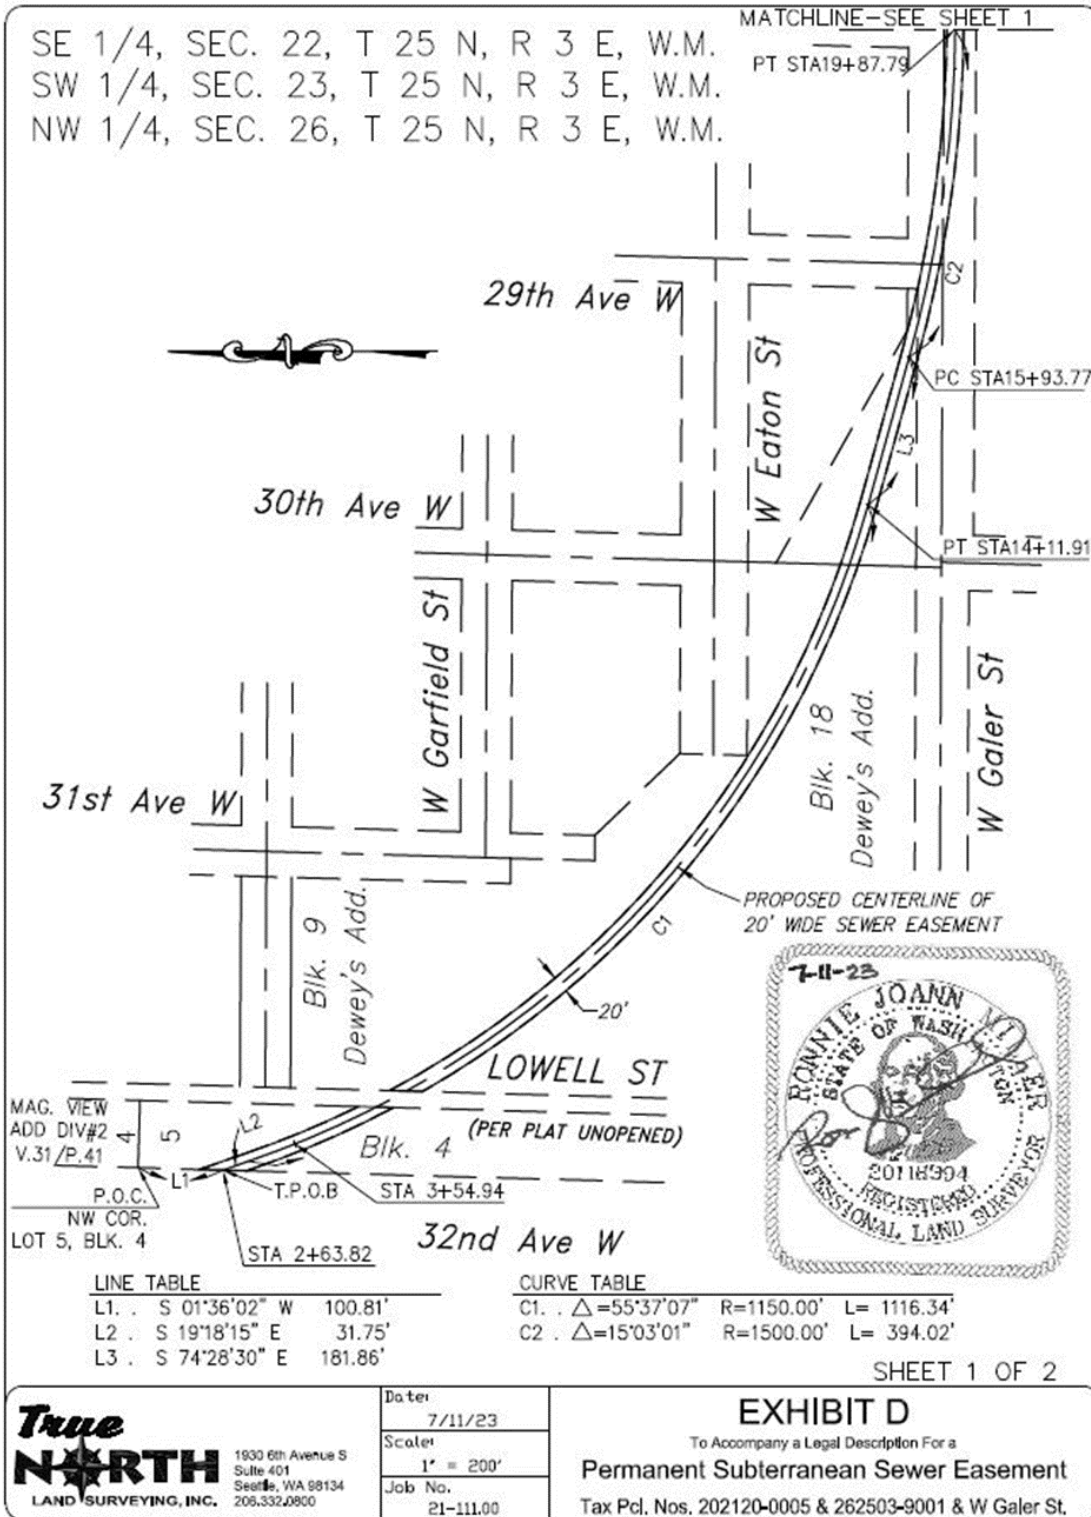 MATCHLINE-SEE SHEET 1
SE 1/4, SEC. 22, T 25 N, R 3 E, W.M.
PT STA19+87.79
SW 1/4, SEC. 23, T 25 N, R 3 E, W.M.
NW 1/4, SEC. 26, T 25 N, R 3 E, W.M.
C2
29th Ave W
W Eaton St
PC STA15+93.77
L3
30th Ave W
PT STA14+11.91
W Garfield St
W Galer St
Blk. 18
Dewey's Add.
31st Ave W
PROPOSED CENTERLINE OF
20' WIDE SEWER EASEMENT
C1
Blk. 9
Dewey's Add.
7-11-23
RONNIE JOANN MILLER
STATE OF WASHINGTON
20118994
REGISTERED
PROFESSIONAL LAND SURVEYOR
20'
LOWELL ST
(PER PLAT UNOPENED)
MAG. VIEW
ADD DIV#2
V.31/P.41
4
5
L2
Blk. 4
L1
T.P.O.B
STA 3+54.94
P.O.C.
NW COR.
LOT 5, BLK. 4
STA 2+63.82
32nd Ave W
LINE TABLE
L1. . S 01°36'02" W 100.81'
L2 . S 19°18'15" E 31.75'
L3 . S 74°28'30" E 181.86'
CURVE TABLE
C1. . △=55°37'07" R=1150.00' L= 1116.34'
C2 . △=15°03'01" R=1500.00' L= 394.02'
SHEET 1 OF 2
True
NORTH
LAND SURVEYING, INC.
1930 6th Avenue S
Suite 401
Seattle, WA 98134
206.332.0800
Date:
7/11/23
Scale:
1" = 200'
Job No.
21-111.00
EXHIBIT D
To Accompany a Legal Description For a
Permanent Subterranean Sewer Easement
Tax Pcl. Nos. 202120-0005 & 262503-9001 & W Galer St.